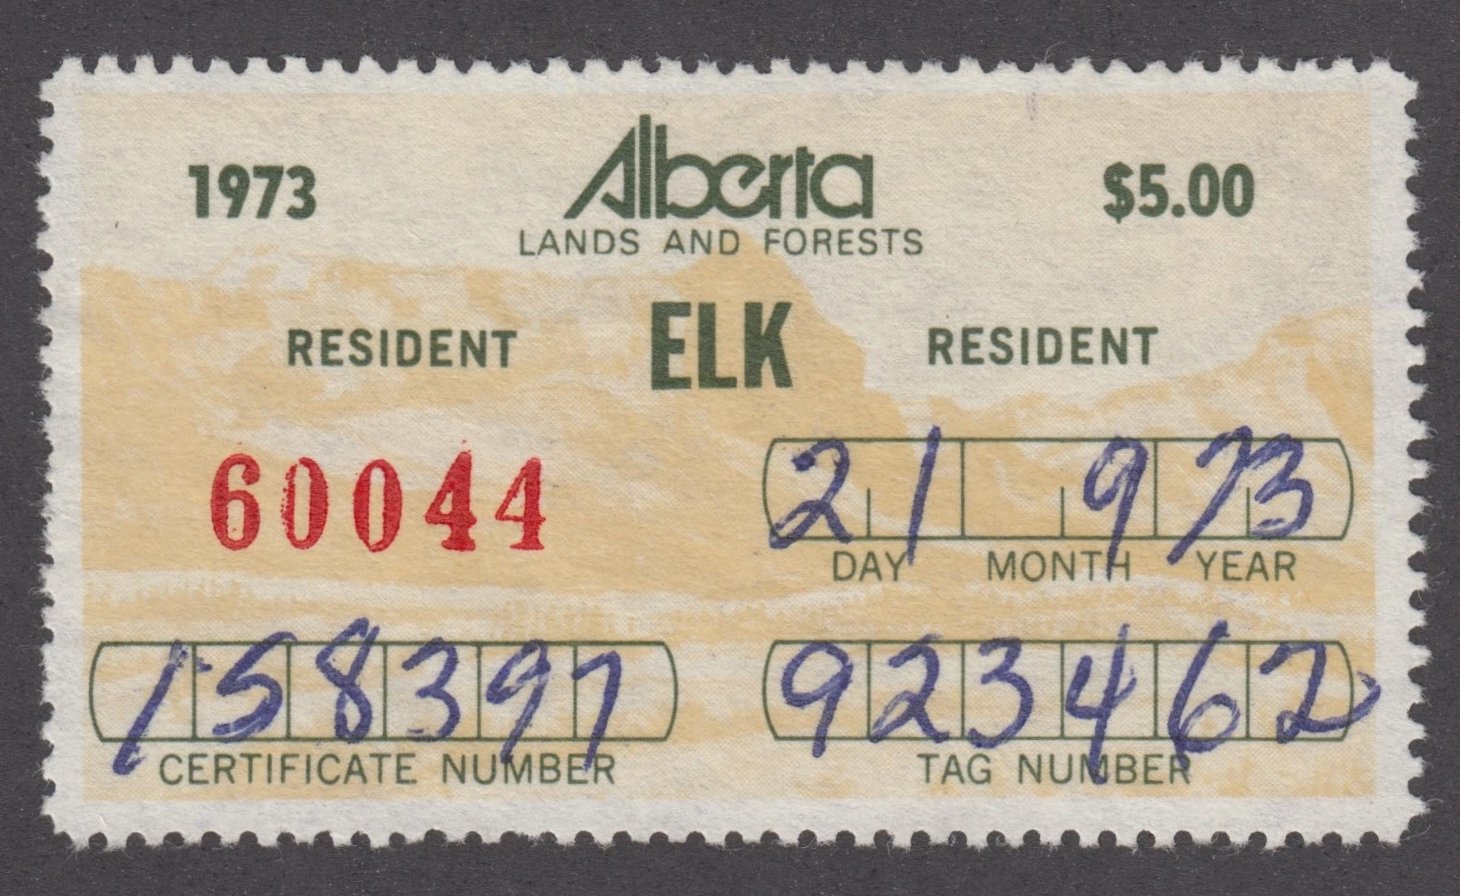 1973 Alberta $5.00
LANDS AND FORESTS
RESIDENT ELK RESIDENT
60044 21 9 73
DAY MONTH YEAR
158397 923462
CERTIFICATE NUMBER TAG NUMBER